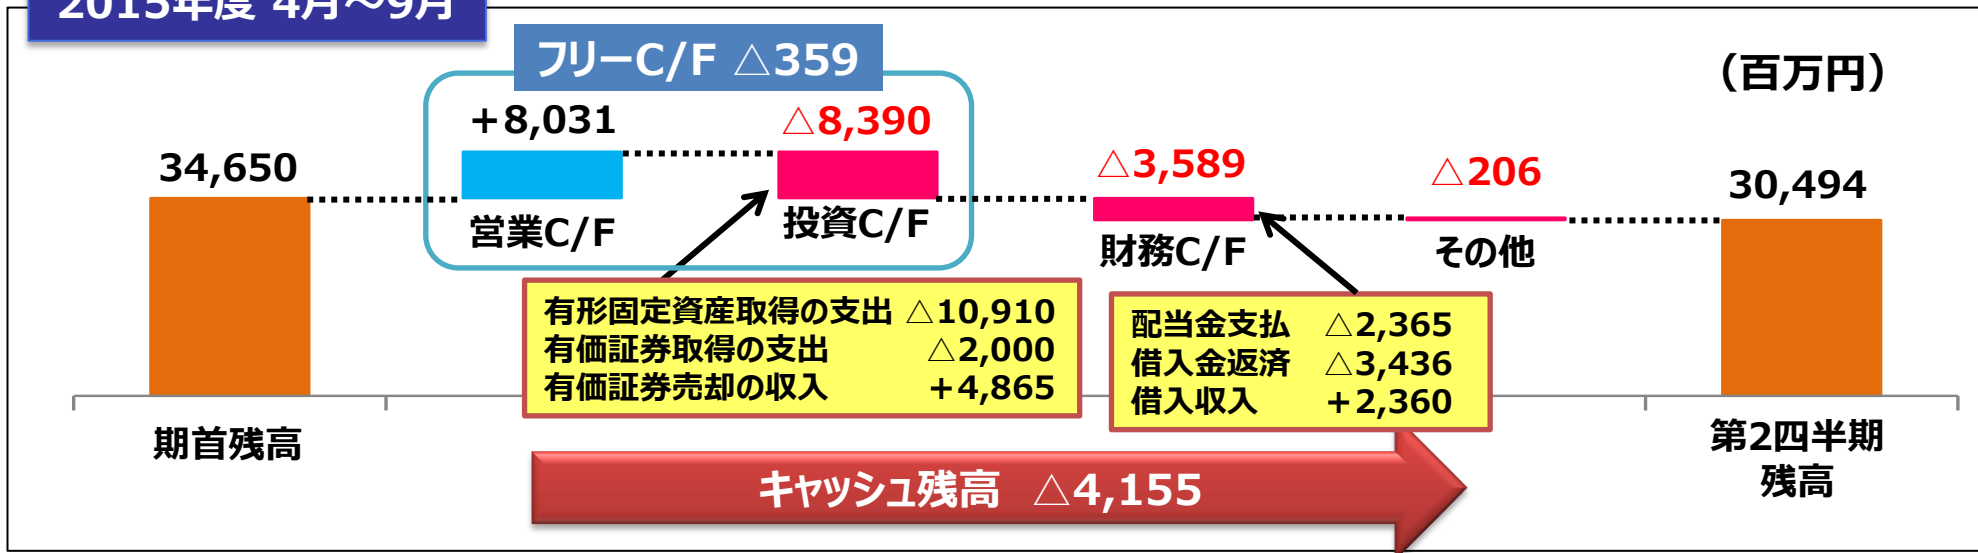 2015年度 4月～9月
フリーC/F △359
（百万円）
34,650
+8,031
△8,390
△3,589
△206
30,494
営業C/F
投資C/F
財務C/F
その他
有形固定資産取得の支出 △10,910
有価証券取得の支出 △2,000
有価証券売却の収入 +4,865
配当金支払 △2,365
借入金返済 △3,436
借入収入 +2,360
期首残高
第2四半期
残高
キャッシュ残高 △4,155